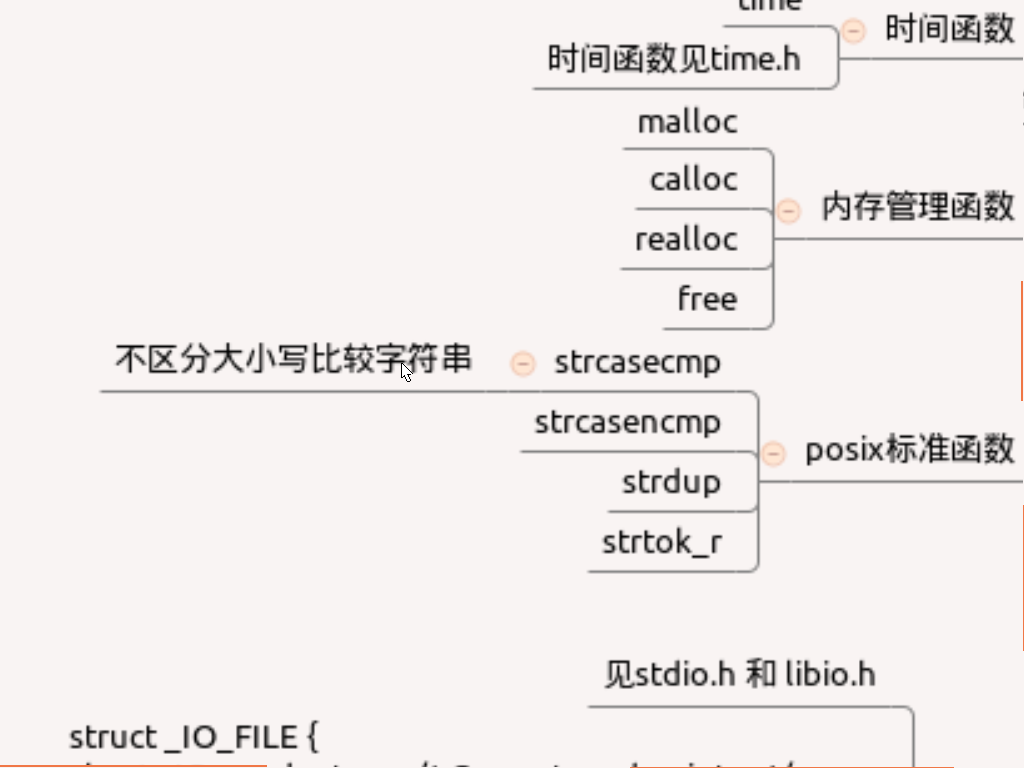 time
时间函数
时间函数见time.h
malloc
calloc
内存管理函数
realloc
free
不区分大小写比较字符串
strcasecmp
strcasencmp
posix标准函数
strdup
strtok_r
见stdio.h 和 libio.h
struct _IO_FILE {